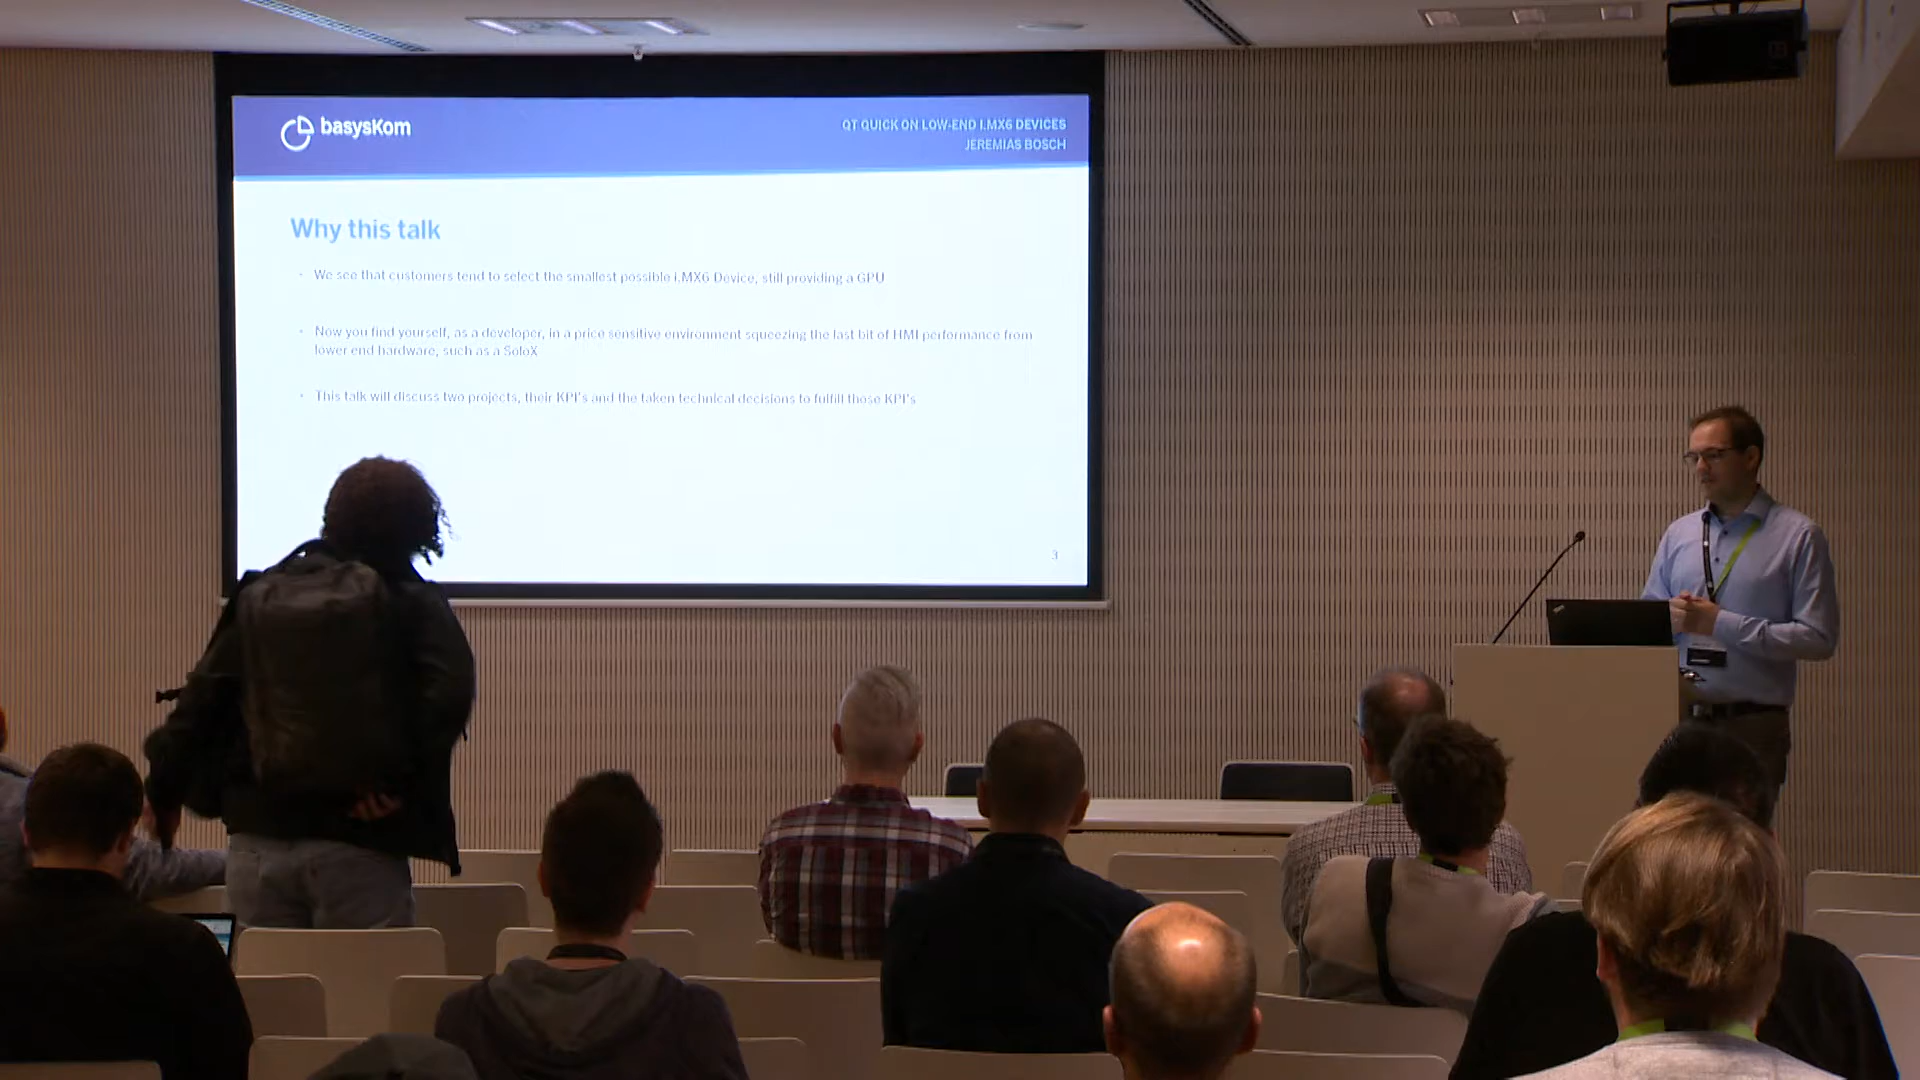 basysKom
QT QUICK ON LOW-END I.MX6 DEVICES
JEREMIAS BOSCH
Why this talk
• We see that customers tend to select the smallest possible i.MX6 Device, still providing a GPU
• Now you find yourself, as a developer, in a price sensitive environment squeezing the last bit of HMI performance from
lower end hardware, such as a SoloX
• This talk will discuss two projects, their KPI's and the taken technical decisions to fulfill those KPI's
3